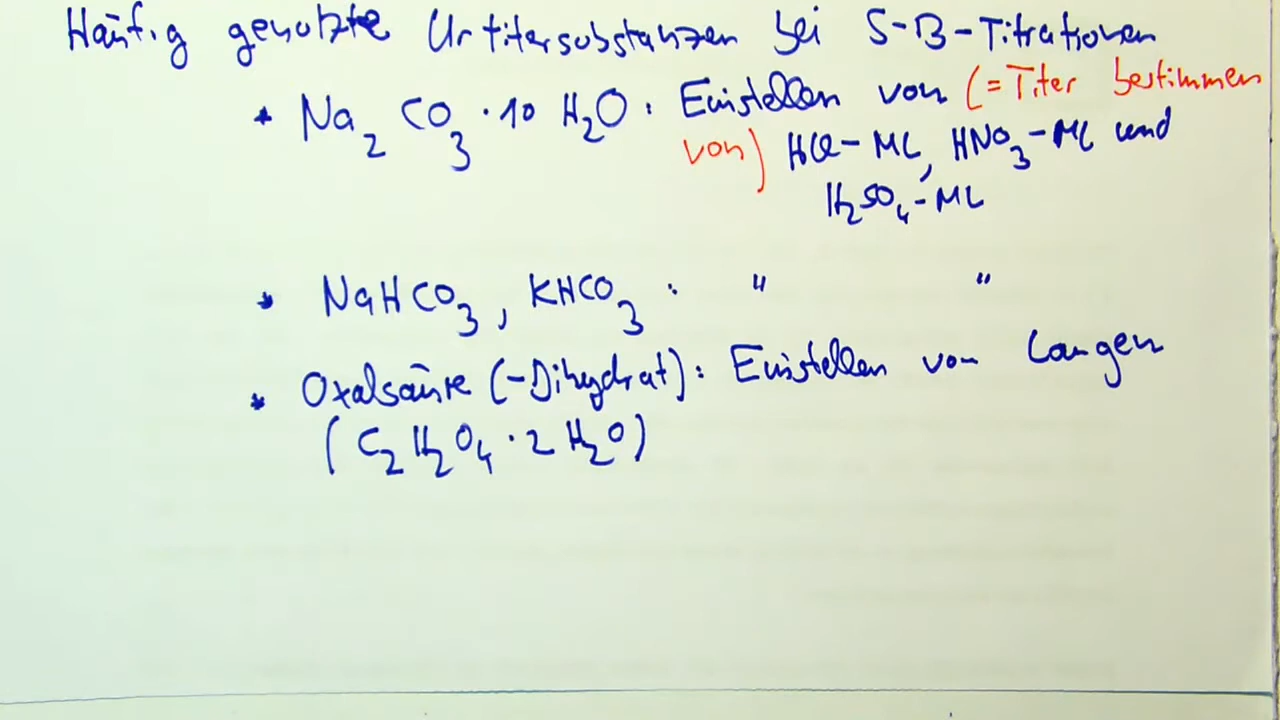 Häufig genutzte Urtitersubstanzen bei S-B-Titrationen
* Na₂CO₃ · 10 H₂O : Einstellen von (= Titer bestimmen
von) HCl-ML, HNO₃-ML und
H₂SO₄-ML
* NaHCO₃, KHCO₃ : " "
* Oxalsäure (-Dihydrat): Einstellen von Laugen
(C₂H₂O₄ · 2 H₂O)